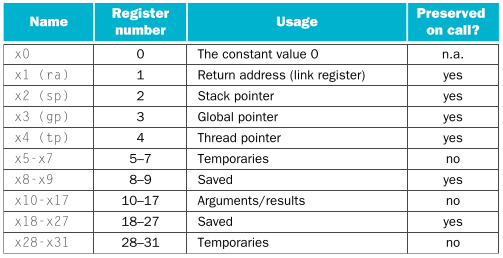 Name Register number Usage Preserved on call?
x0 0 The constant value 0 n.a.
x1 (ra) 1 Return address (link register) yes
x2 (sp) 2 Stack pointer yes
x3 (gp) 3 Global pointer yes
x4 (tp) 4 Thread pointer yes
x5-x7 5–7 Temporaries no
x8-x9 8–9 Saved yes
x10-x17 10–17 Arguments/results no
x18-x27 18–27 Saved yes
x28-x31 28–31 Temporaries no